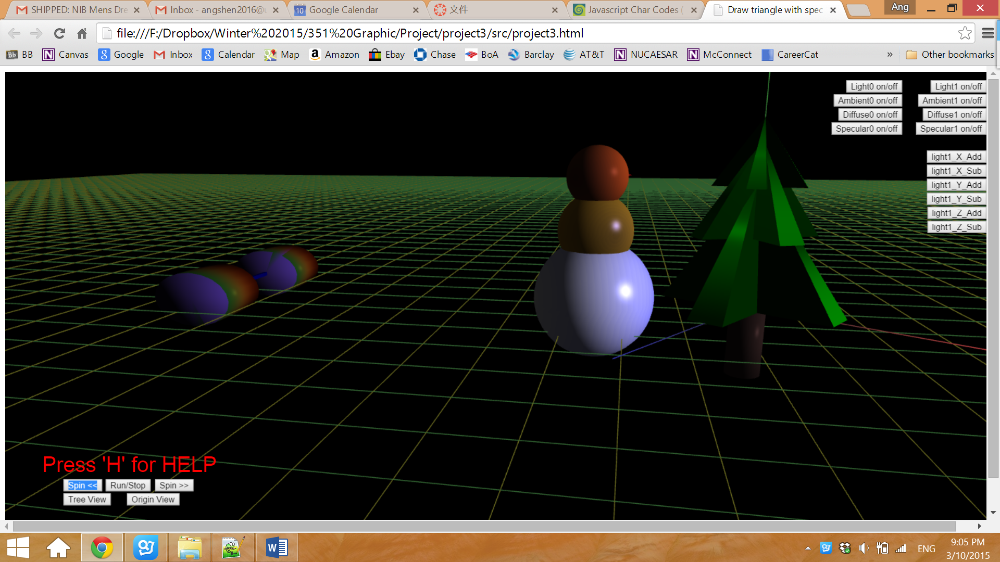 SHIPPED: NIB Mens Dre
Inbox - angshen2016@u
10 Google Calendar
文件
Javascript Char Codes (
Draw triangle with spec
Ang
file:///F:/Dropbox/Winter%202015/351%20Graphic/Project/project3/src/project3.html
Bb BB
N Canvas
g Google
Inbox
g Calendar
Map
a Amazon
Ebay
Chase
BoA
Barclay
AT&T
N NUCAESAR
N McConnect
CareerCat
»
Other bookmarks
Light0 on/off Light1 on/off
Ambient0 on/off Ambient1 on/off
Diffuse0 on/off Diffuse1 on/off
Specular0 on/off Specular1 on/off
light1_X_Add
light1_X_Sub
light1_Y_Add
light1_Y_Sub
light1_Z_Add
light1_Z_Sub
Press 'H' for HELP
Spin << Run/Stop Spin >>
Tree View Origin View
W
ENG
9:05 PM
3/10/2015